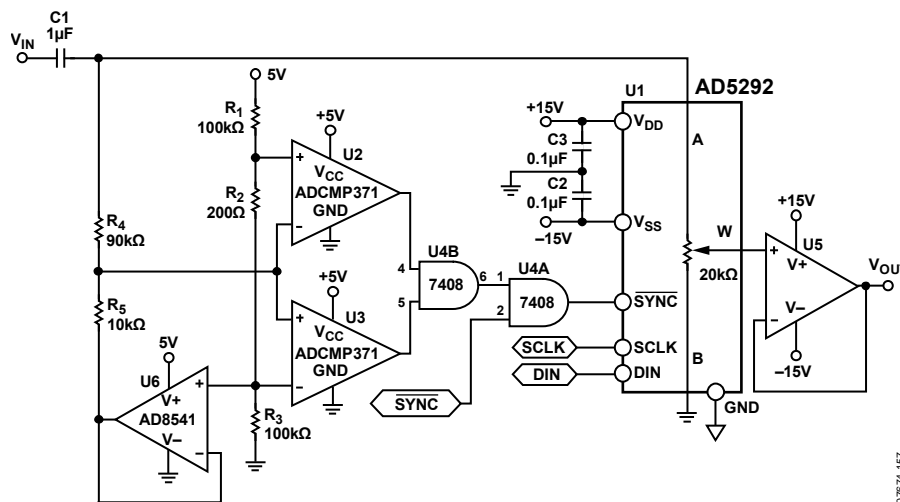 C1
1µF
VIN
5V
U1
AD5292
R1
100kΩ
+5V
U2
VCC
ADCMP371
GND
R2
200Ω
+15V
VDD
C3
0.1µF
C2
0.1µF
–15V
VSS
A
W
20kΩ
B
+15V
U5
V+
V–
–15V
VOU
R4
90kΩ
R5
10kΩ
+5V
U3
VCC
ADCMP371
GND
U4B
4
5
7408
6
1
2
U4A
7408
SYNC
SCLK
SCLK
DIN
DIN
GND
5V
U6
V+
AD8541
V–
R3
100kΩ
SYNC